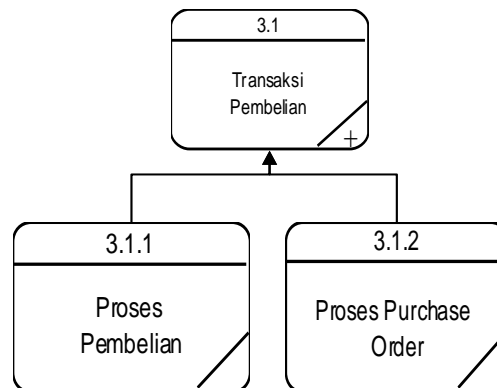 3.1
Transaksi
Pembelian
+
3.1.1
Proses
Pembelian
3.1.2
Proses Purchase
Order